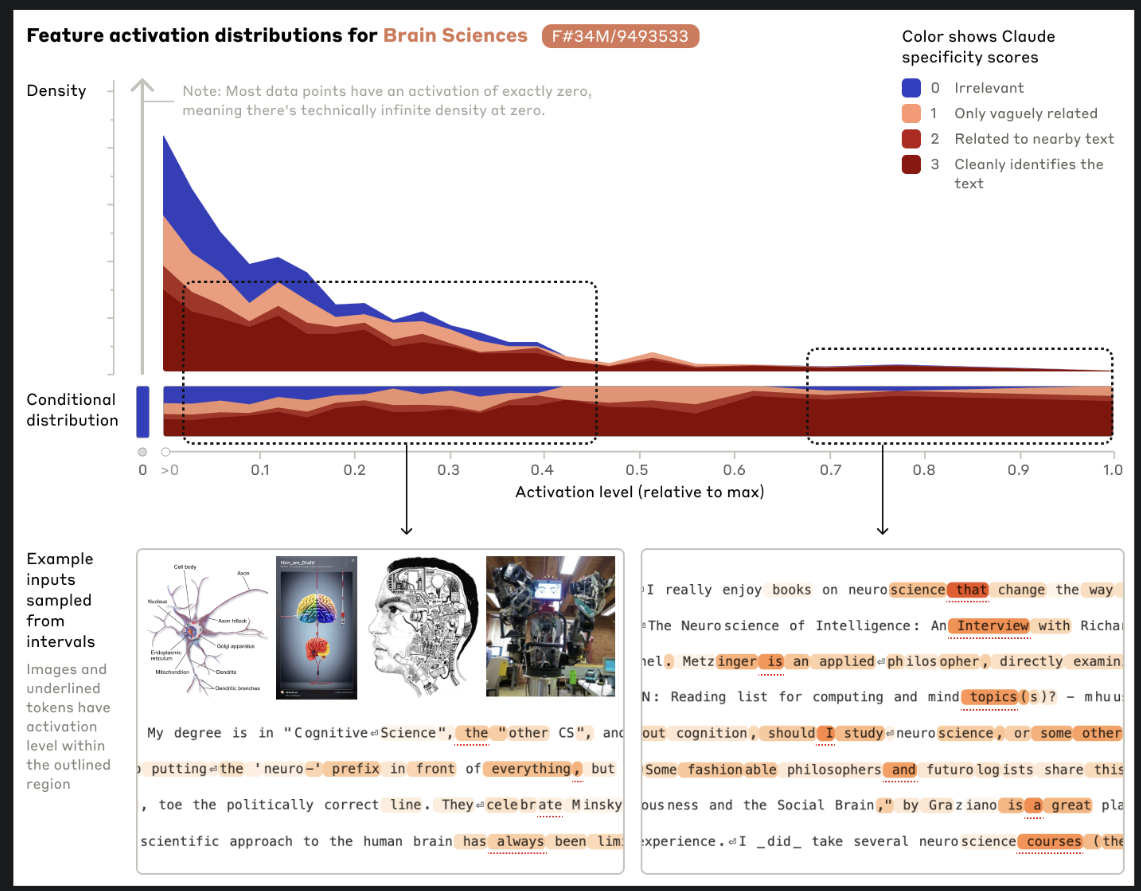 Feature activation distributions for Brain Sciences F#34M/9493533
Color shows Claude
specificity scores
0 Irrelevant
1 Only vaguely related
2 Related to nearby text
3 Cleanly identifies the
text
Density
Note: Most data points have an activation of exactly zero,
meaning there's technically infinite density at zero.
Conditional
distribution
0 >0 0.1 0.2 0.3 0.4 0.5 0.6 0.7 0.8 0.9 1.0
Activation level (relative to max)
Example
inputs
sampled
from
intervals
Images and
underlined
tokens have
activation
level within
the outlined
region
Cell body
Axon
Nucleus
Axon hillock
Golgi apparatus
Endoplasmic
reticulum
Mitochondrion
Dendrite
Dendritic branches
My degree is in "Cognitive⏎Science", the "other CS", and
putting⏎the 'neuro–' prefix in front of everything, but
, toe the politically correct line. They⏎celebrate Minsky
scientific approach to the human brain has always been lim
I really enjoy books on neuroscience that change the way
⏎The Neuroscience of Intelligence: An Interview with Richar
nel. Metzinger is an applied⏎philosopher, directly examin
N: Reading list for computing and mind topics(s)? – mhu
out cognition, should I study⏎neuroscience, or some other
Some fashionable philosophers and futurologists share this
ousness and the Social Brain," by Graziano is a great pla
experience.⏎I _did_ take several neuroscience courses (the